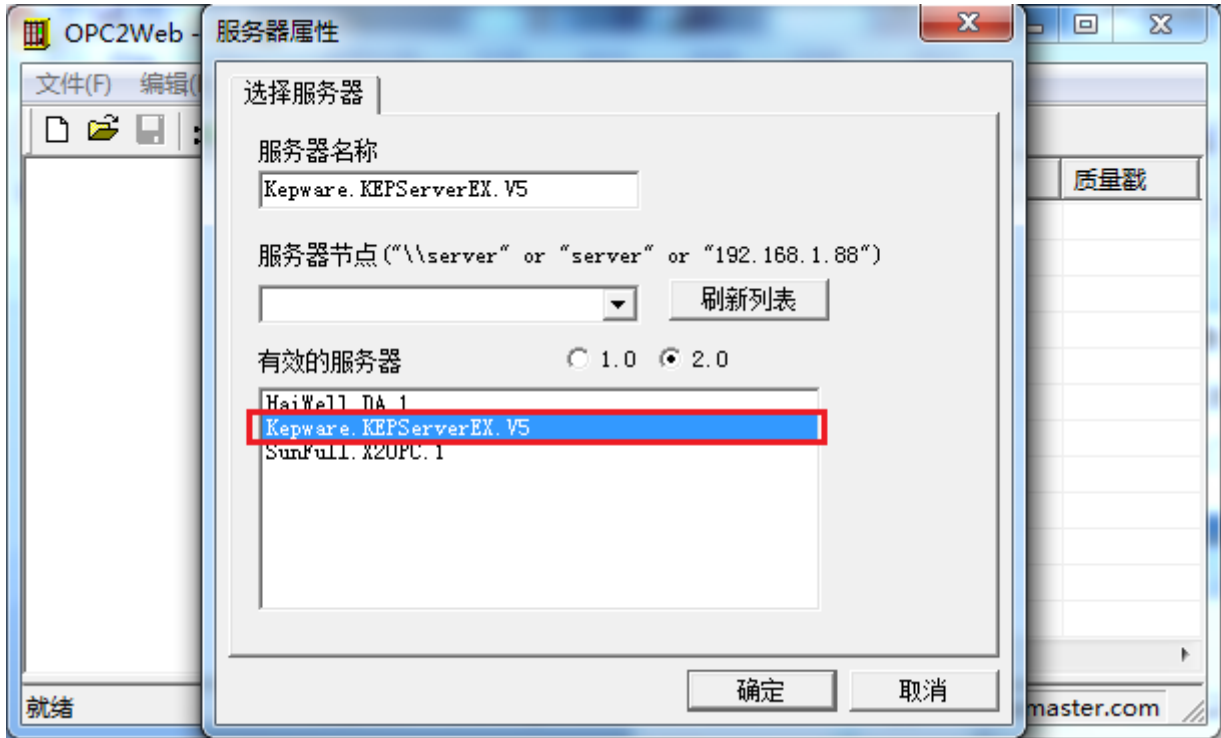 OPC2Web -
服务器属性
文件(F) 编辑(
选择服务器
服务器名称
Kepware.KEPServerEX.V5
质量戳
服务器节点("\\server" or "server" or "192.168.1.88")
刷新列表
有效的服务器 1.0 2.0
HaiWell.DA.1
Kepware.KEPServerEX.V5
SunFull.X2OPC.1
确定 取消
就绪 master.com